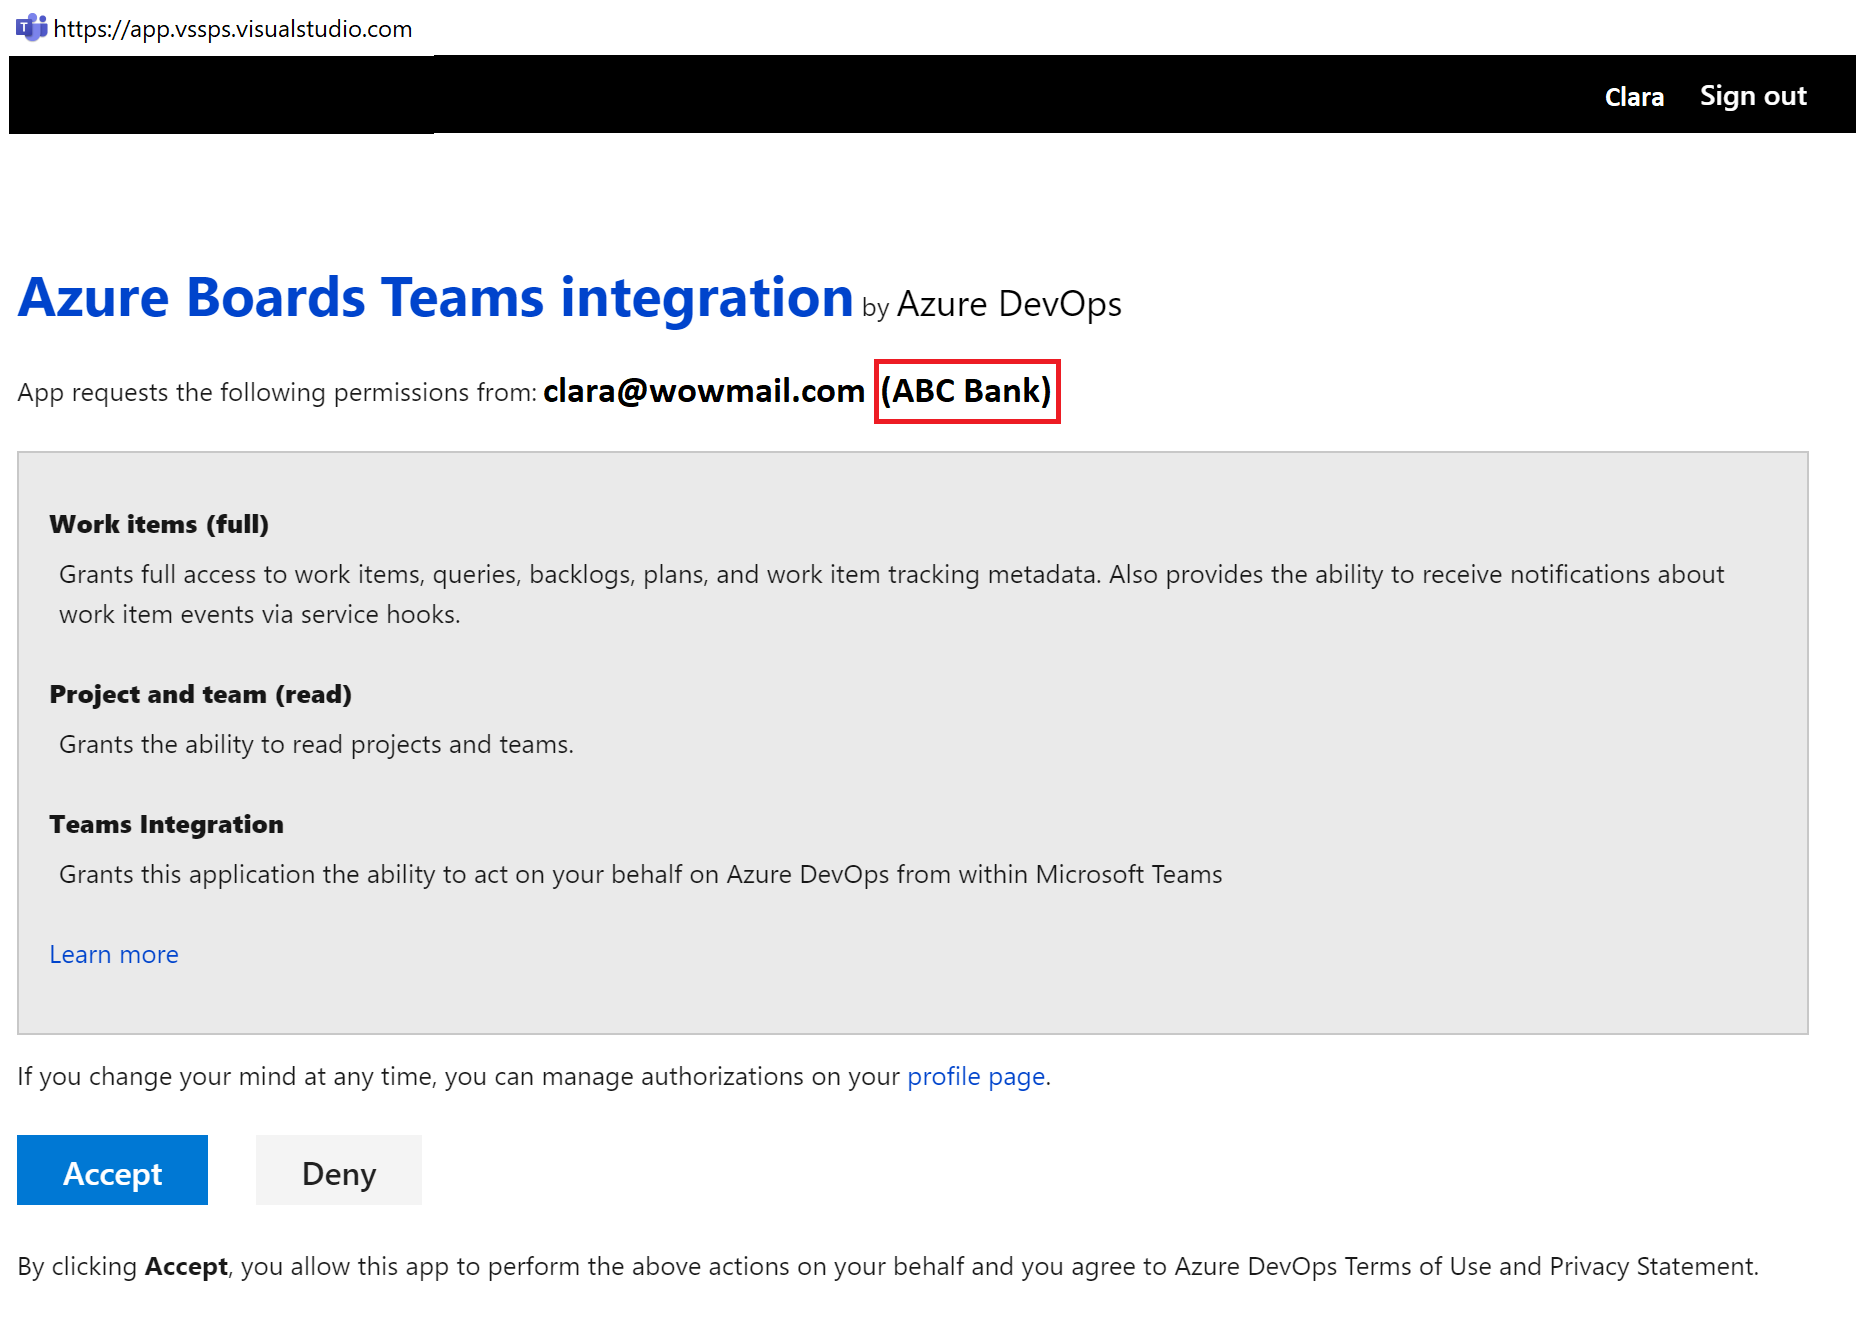 https://app.vssps.visualstudio.com
Clara Sign out
Azure Boards Teams integration by Azure DevOps
App requests the following permissions from: clara@wowmail.com (ABC Bank)
Work items (full)
Grants full access to work items, queries, backlogs, plans, and work item tracking metadata. Also provides the ability to receive notifications about
work item events via service hooks.
Project and team (read)
Grants the ability to read projects and teams.
Teams Integration
Grants this application the ability to act on your behalf on Azure DevOps from within Microsoft Teams
Learn more
If you change your mind at any time, you can manage authorizations on your profile page.
Accept Deny
By clicking Accept, you allow this app to perform the above actions on your behalf and you agree to Azure DevOps Terms of Use and Privacy Statement.